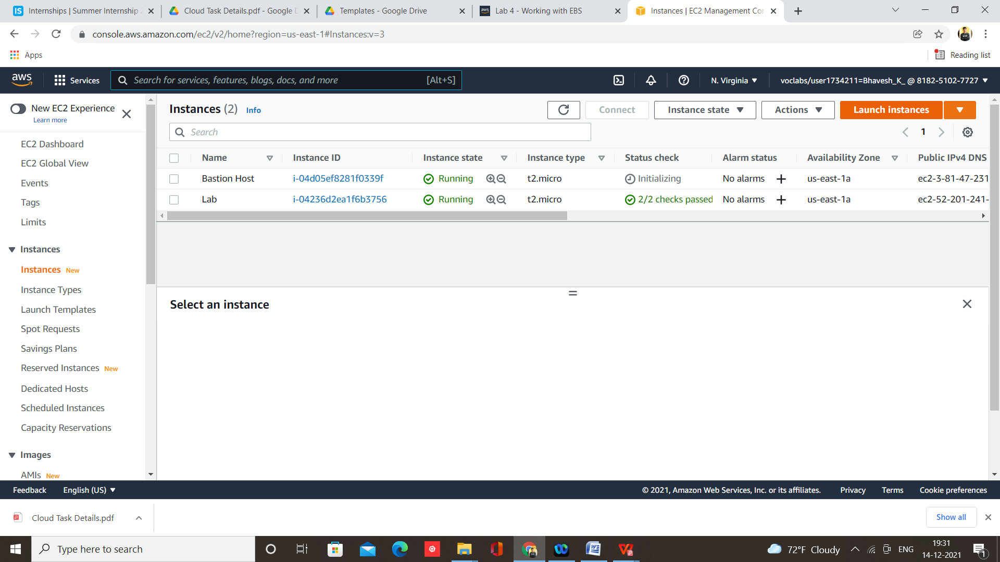 Internships | Summer Internship
Cloud Task Details.pdf - Google
Templates - Google Drive
Lab 4 - Working with EBS
Instances | EC2 Management Con
console.aws.amazon.com/ec2/v2/home?region=us-east-1#Instances:v=3
Apps
Reading list
aws
Services
Search for services, features, blogs, docs, and more
[Alt+S]
N. Virginia
voclabs/user1734211=Bhavesh_K_ @ 8182-5102-7727
New EC2 Experience
Learn more
EC2 Dashboard
EC2 Global View
Events
Tags
Limits
Instances
Instances New
Instance Types
Launch Templates
Spot Requests
Savings Plans
Reserved Instances New
Dedicated Hosts
Scheduled Instances
Capacity Reservations
Images
AMIs New
Instances (2) Info
Connect
Instance state
Actions
Launch instances
Search
1
Name Instance ID Instance state Instance type Status check Alarm status Availability Zone Public IPv4 DNS
Bastion Host i-04d05ef8281f0339f Running t2.micro Initializing No alarms us-east-1a ec2-3-81-47-231
Lab i-04236d2ea1f6b3756 Running t2.micro 2/2 checks passed No alarms us-east-1a ec2-52-201-241-
Select an instance
Feedback English (US)
© 2021, Amazon Web Services, Inc. or its affiliates. Privacy Terms Cookie preferences
Cloud Task Details.pdf
Show all
Type here to search
72°F Cloudy
ENG
19:31
14-12-2021
1